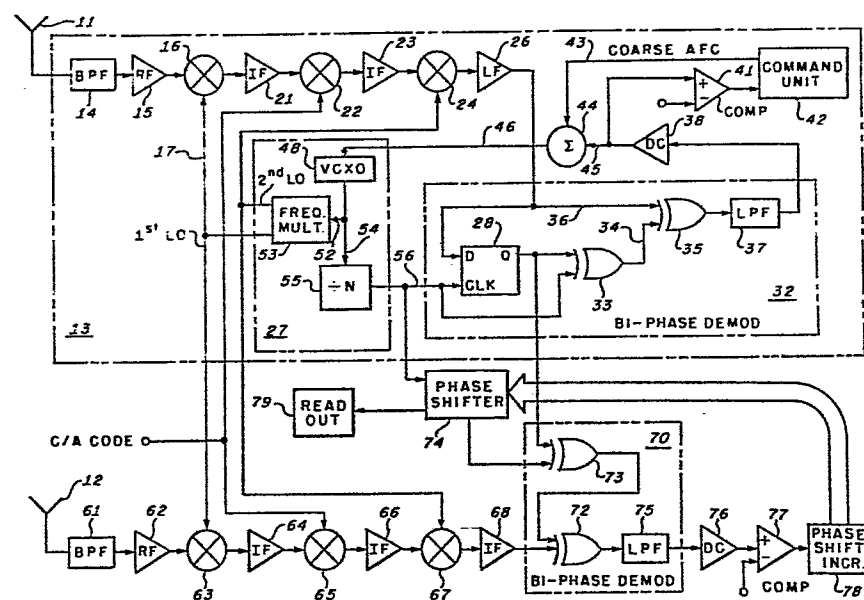 11
13
BPF
14
RF
15
16
IF
21
22
23
IF
24
26
LF
43
COARSE AFC
+
−
41
COMP
COMMAND
UNIT
42
44
Σ
45
DC
38
46
17
48
VCXO
2nd LO
FREQ.
MULT.
53
52
54
1st LO
÷N
55
56
27
36
28
D
Q
CLK
34
33
35
LPF
37
32
BI-PHASE DEMOD
79
READ
OUT
PHASE
SHIFTER
74
C/A CODE
70
73
12
61
BPF
62
RF
63
64
IF
65
66
IF
67
68
IF
72
75
LPF
BI-PHASE DEMOD
76
DC
77
+
−
COMP
PHASE
SHIFT
INCR.
78